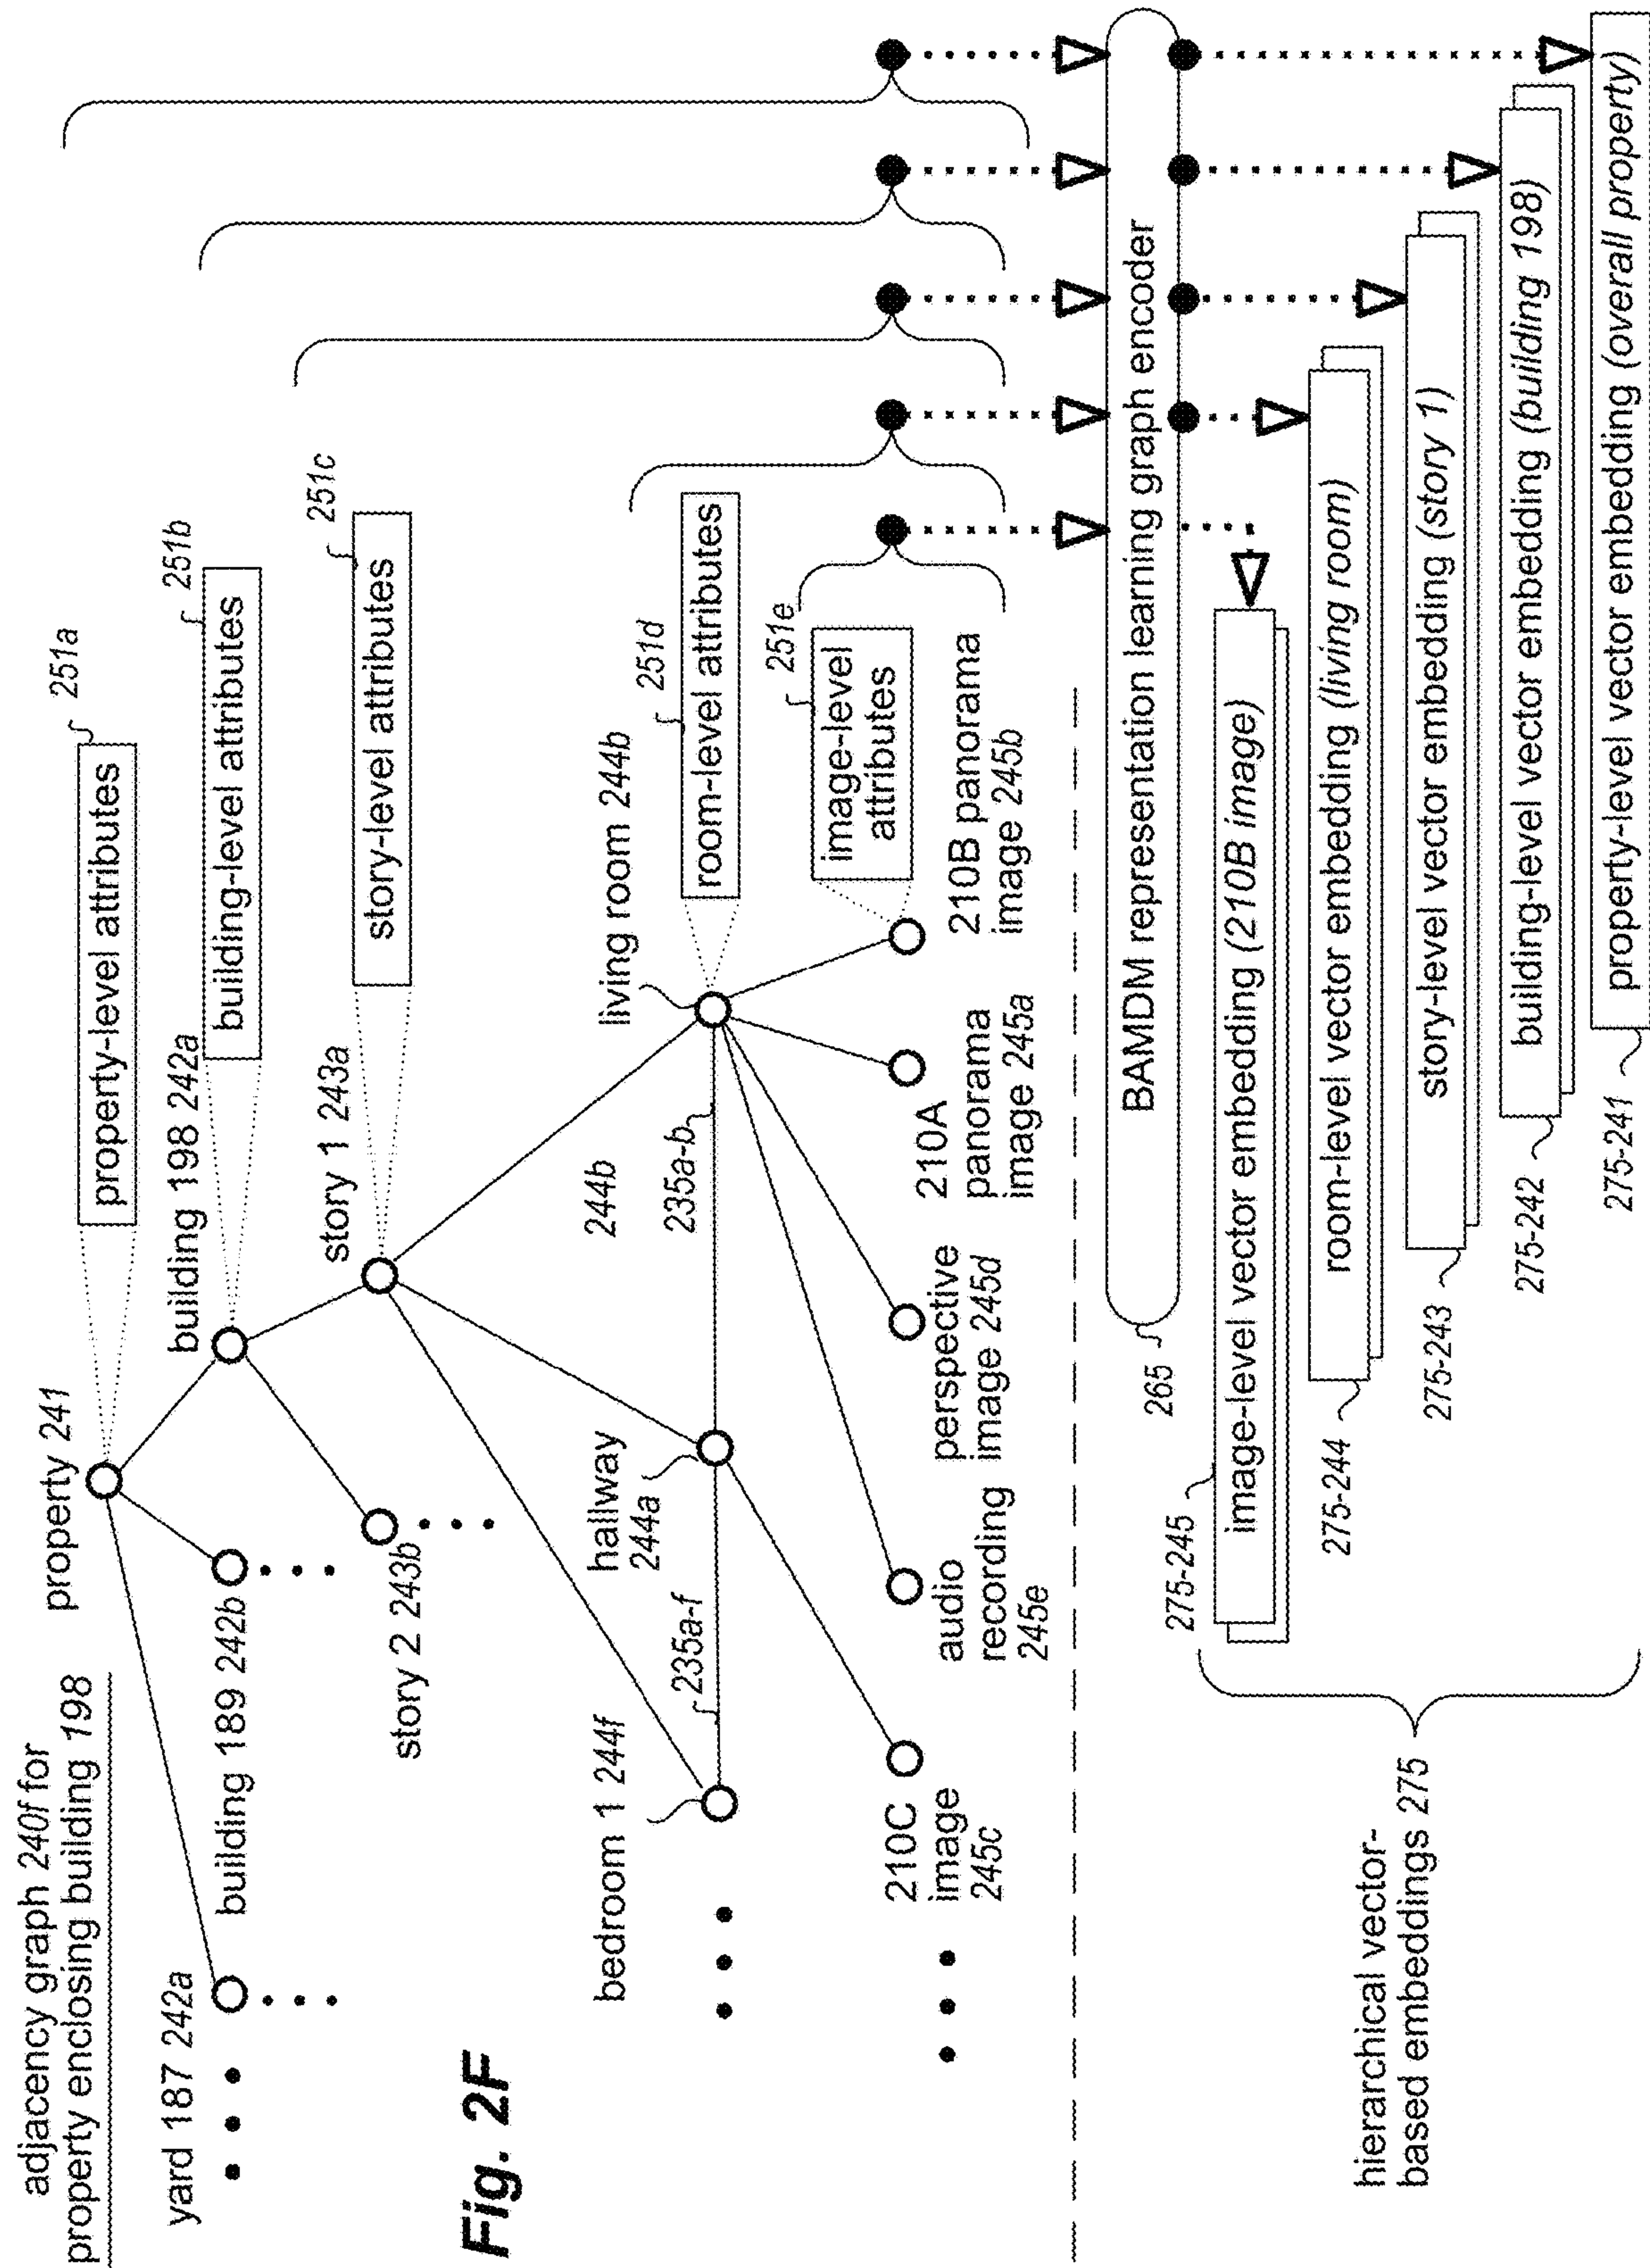 adjacency graph 240f for
property enclosing building 198
property 241
property-level attributes
251a
yard 187 242a
building 189 242b
building 198 242a
building-level attributes
251b
story 2 243b
story 1 243a
story-level attributes
251c
Fig. 2F
bedroom 1 244f
235a-f
hallway
244a
244b
235a-b
living room 244b
room-level attributes
251d
image-level
attributes
251e
210C
image
245c
audio
recording
245e
perspective
image 245d
210A
panorama
image 245a
210B panorama
image 245b
BAMDM representation learning graph encoder
265
hierarchical vector-
based embeddings 275
275-245
image-level vector embedding (210B image)
275-244
room-level vector embedding (living room)
275-243
story-level vector embedding (story 1)
275-242
building-level vector embedding (building 198)
275-241
property-level vector embedding (overall property)